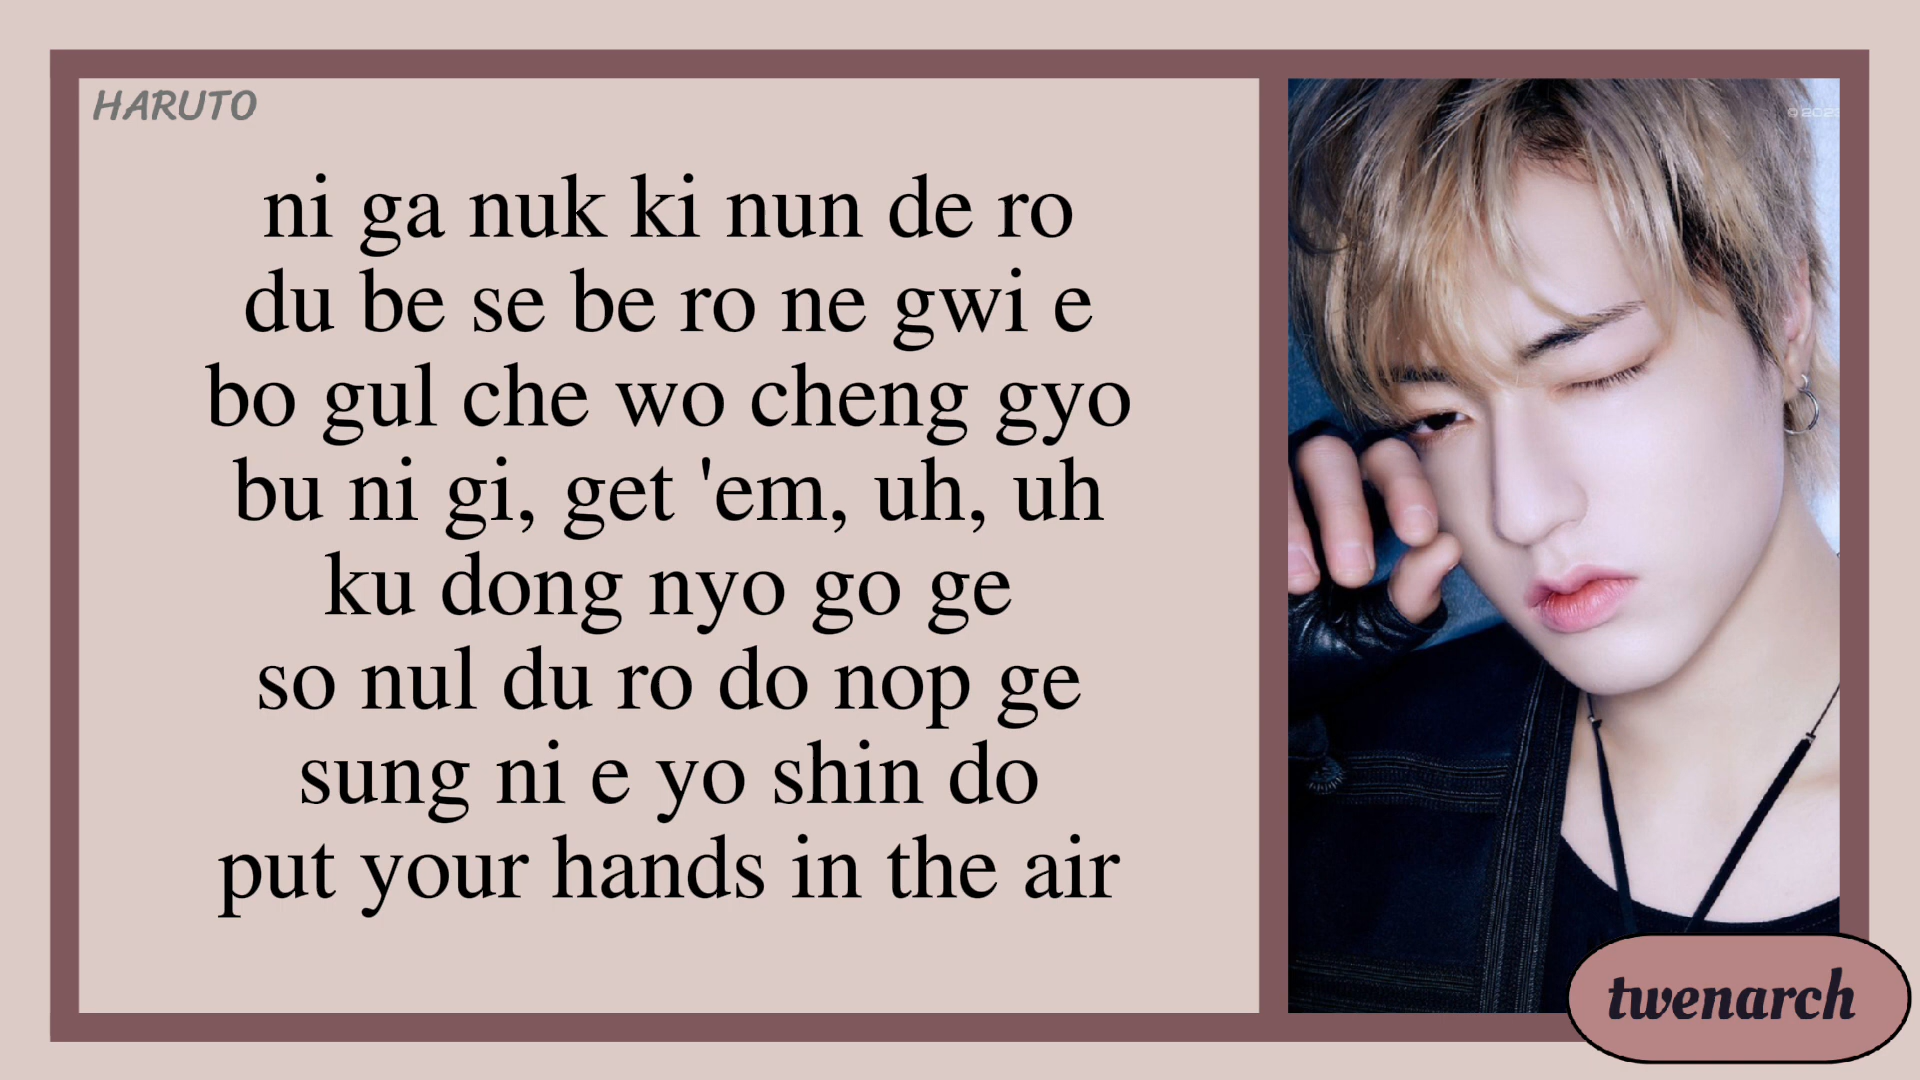 HARUTO
ni ga nuk ki nun de ro
du be se be ro ne gwi e
bo gul che wo cheng gyo
bu ni gi, get 'em, uh, uh
ku dong nyo go ge
so nul du ro do nop ge
sung ni e yo shin do
put your hands in the air
twenarch